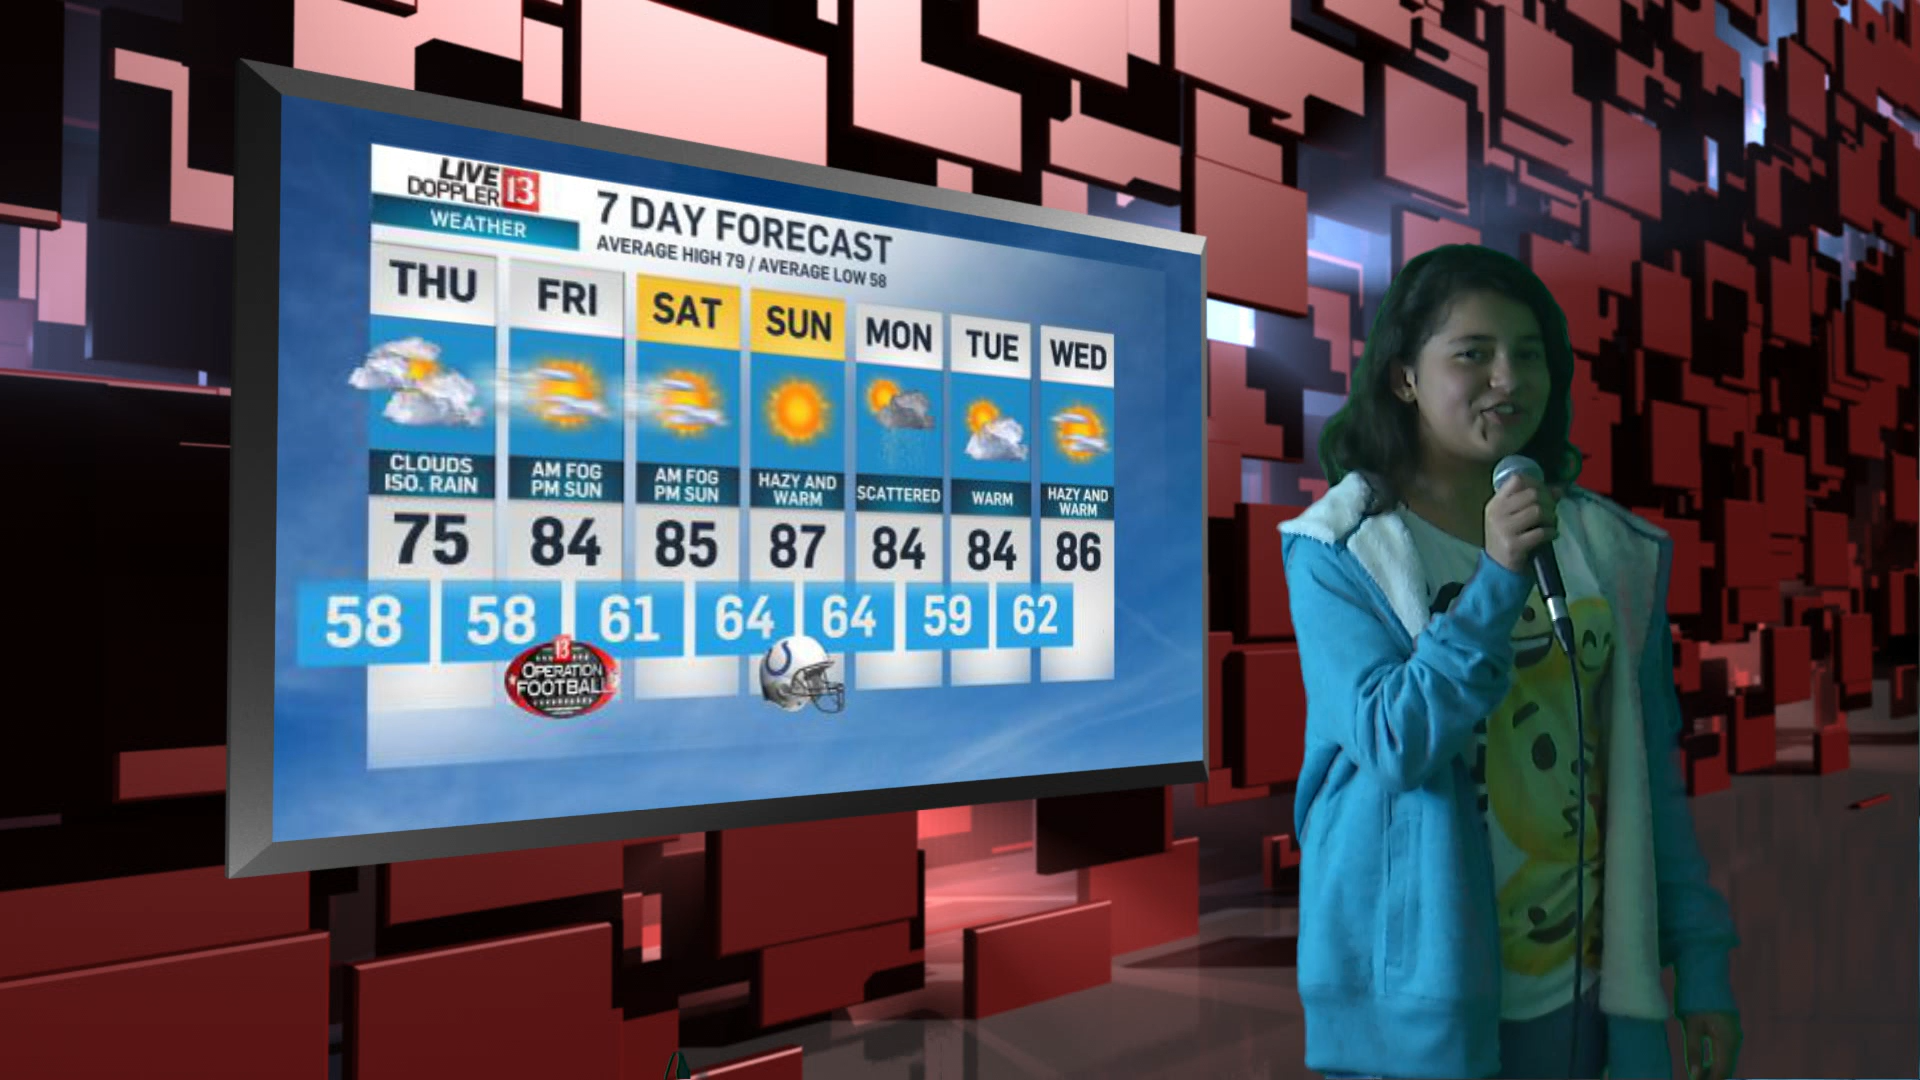 LIVE
DOPPLER 13
WEATHER
7 DAY FORECAST
AVERAGE HIGH 79 / AVERAGE LOW 58
THU FRI SAT SUN MON TUE WED
CLOUDS
ISO. RAIN
AM FOG
PM SUN
AM FOG
PM SUN
HAZY AND
WARM
SCATTERED
WARM
HAZY AND
WARM
75 84 85 87 84 84 86
58 58 61 64 64 59 62
13
OPERATION
FOOTBALL